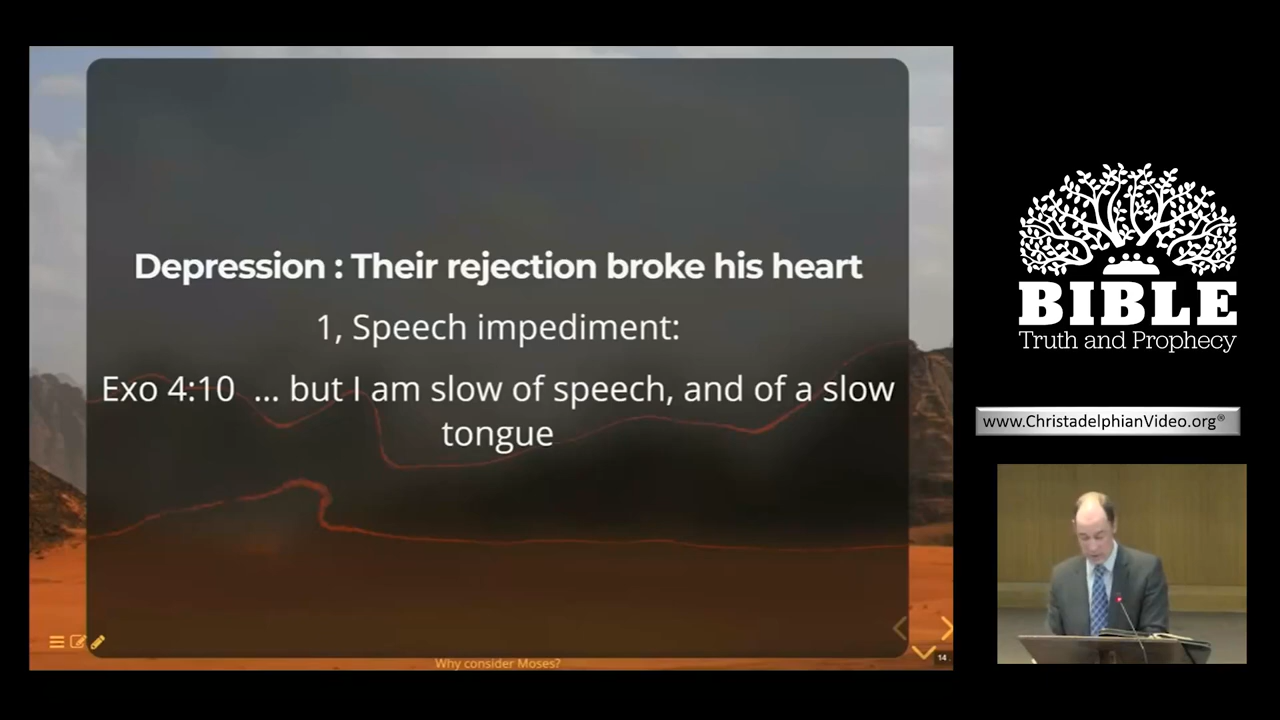 Depression : Their rejection broke his heart
1, Speech impediment:
Exo 4:10 ... but I am slow of speech, and of a slow
tongue
Why consider Moses?
14
BIBLE
Truth and Prophecy
www.ChristadelphianVideo.org®